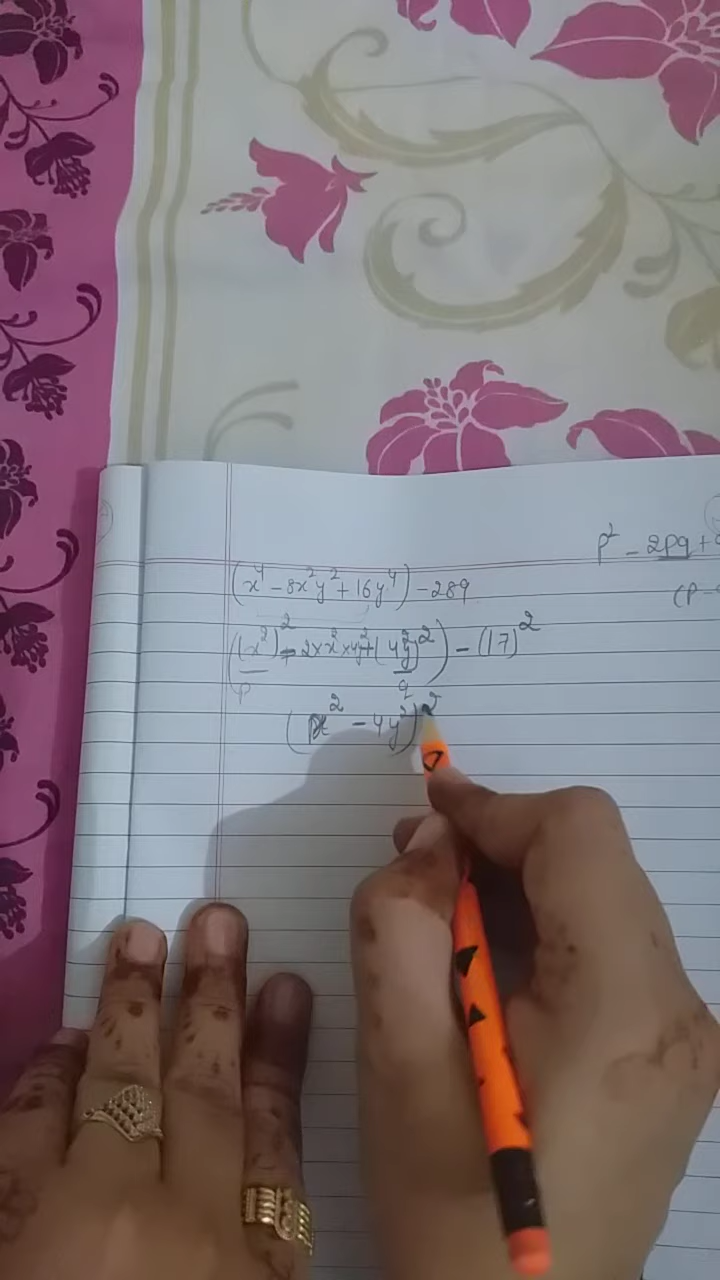 p² - 2pq +
(p -
(x⁴ - 8x²y² + 16y⁴) - 289
((x²)² - 2×x²×4y² + (4y²)²) - (17)²
p q
(x² - 4y²)²